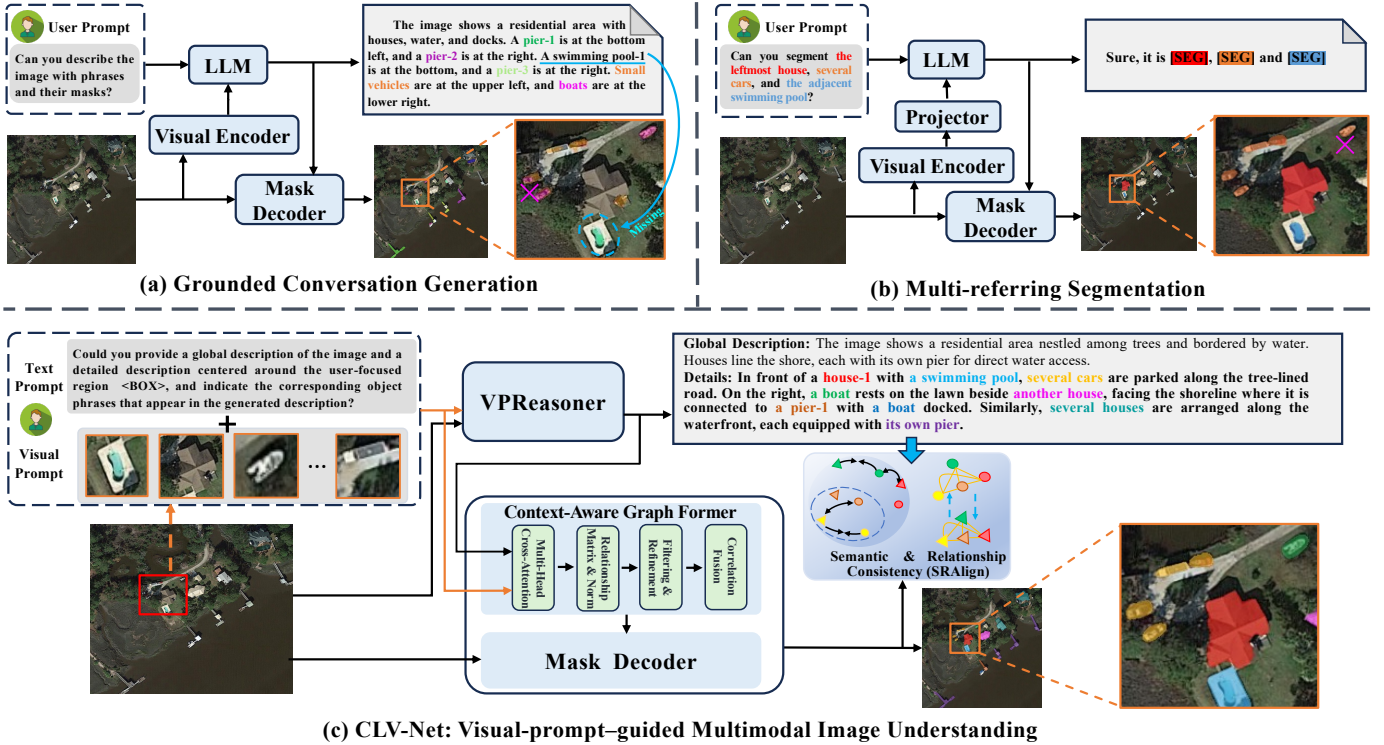 User Prompt
Can you describe the
image with phrases
and their masks?
LLM
Visual Encoder
Mask
Decoder
The image shows a residential area with
houses, water, and docks. A pier-1 is at the bottom
left, and a pier-2 is at the right. A swimming pool-1
is at the bottom, and a pier-3 is at the right. Small
vehicles are at the upper left, and boats are at the
lower right.
Missing
(a) Grounded Conversation Generation
User Prompt
Can you segment the
leftmost house, several
cars, and the adjacent
swimming pool?
LLM
Projector
Visual Encoder
Mask
Decoder
Sure, it is [SEG], [SEG] and [SEG]
(b) Multi-referring Segmentation
Text
Prompt
Visual
Prompt
Could you provide a global description of the image and a
detailed description centered around the user-focused
region <BOX>, and indicate the corresponding object
phrases that appear in the generated description?
+
...
VPReasoner
Global Description: The image shows a residential area nestled among trees and bordered by water.
Houses line the shore, each with its own pier for direct water access.
Details: In front of a house-1 with a swimming pool, several cars are parked along the tree-lined
road. On the right, a boat rests on the lawn beside another house, facing the shoreline where it is
connected to a pier-1 with a boat docked. Similarly, several houses are arranged along the
waterfront, each equipped with its own pier.
Context-Aware Graph Former
Multi-Head
Cross-Attention
Relationship
Matrix & Norm
Filtering &
Refinement
Correlation
Fusion
Mask Decoder
Semantic & Relationship
Consistency (SRAlign)
(c) CLV-Net: Visual-prompt–guided Multimodal Image Understanding